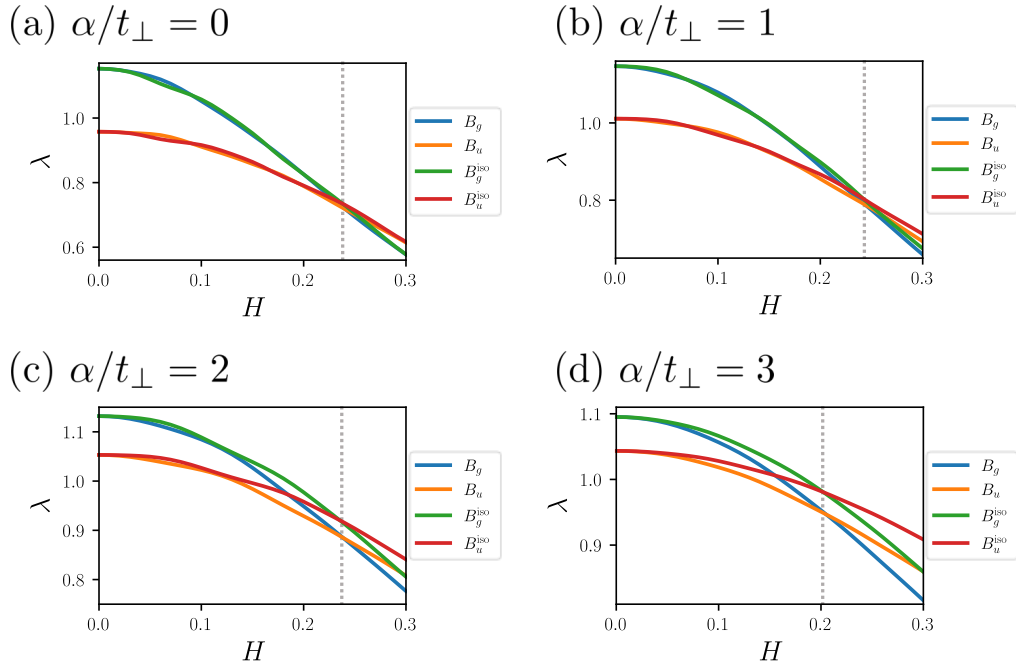 (a) α/t⊥ = 0
1.0
0.8
0.6
λ
0.0 0.1 0.2 0.3
H
B_g
B_u
B_g^iso
B_u^iso
(b) α/t⊥ = 1
1.0
0.8
λ
0.0 0.1 0.2 0.3
H
B_g
B_u
B_g^iso
B_u^iso
(c) α/t⊥ = 2
1.1
1.0
0.9
0.8
λ
0.0 0.1 0.2 0.3
H
B_g
B_u
B_g^iso
B_u^iso
(d) α/t⊥ = 3
1.1
1.0
0.9
λ
0.0 0.1 0.2 0.3
H
B_g
B_u
B_g^iso
B_u^iso